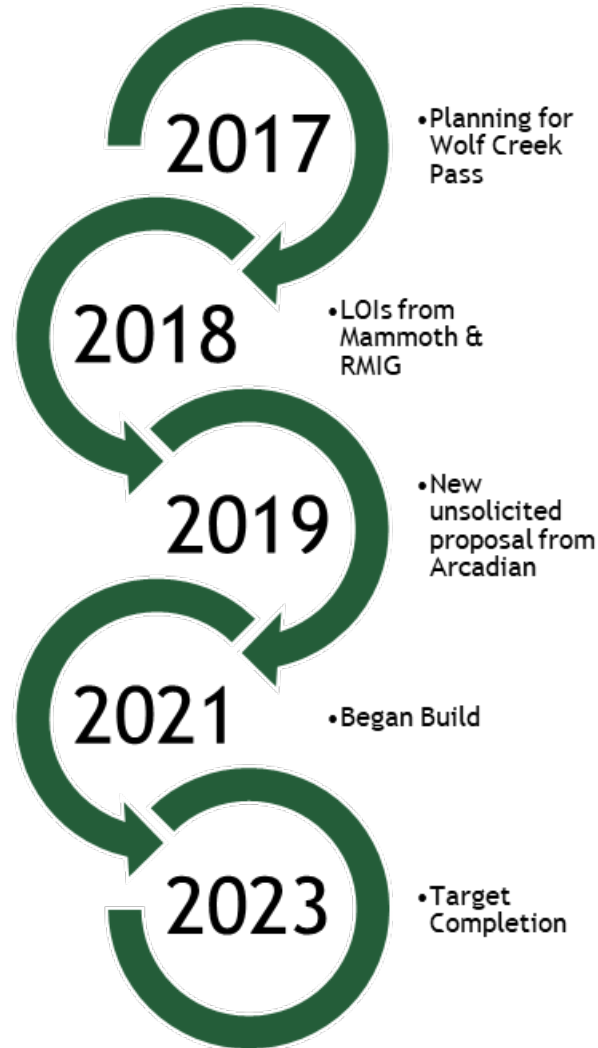 2017
•Planning for
Wolf Creek
Pass
2018
•LOIs from
Mammoth &
RMIG
2019
•New
unsolicited
proposal from
Arcadian
2021
•Began Build
2023
•Target
Completion